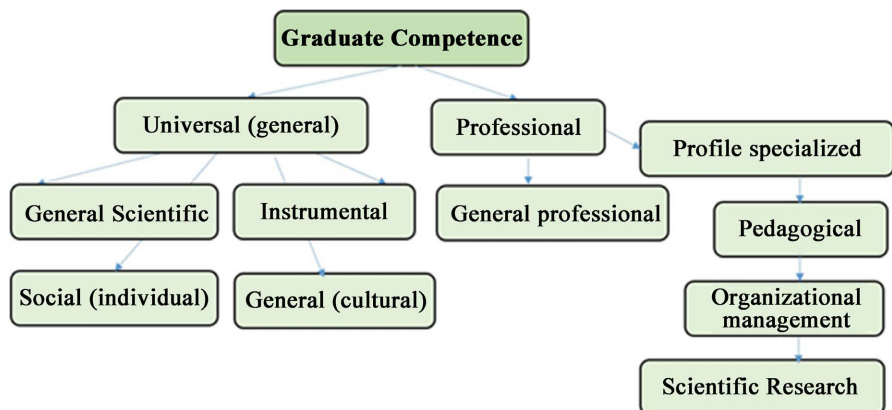 Graduate Competence
Universal (general)
Professional
Profile specialized
General Scientific
Instrumental
General professional
Pedagogical
Social (individual)
General (cultural)
Organizational
management
Scientific Research